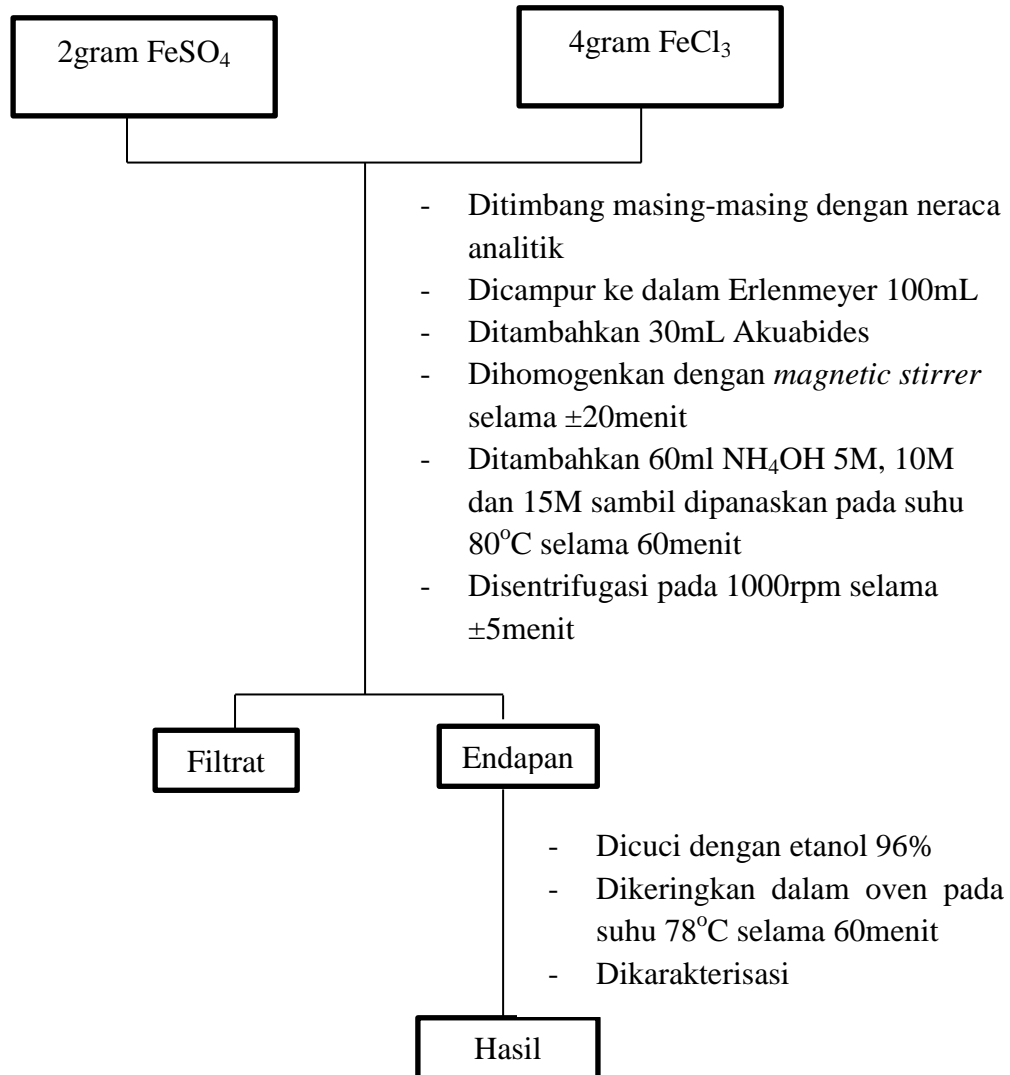 2gram FeSO₄
4gram FeCl₃
- Ditimbang masing-masing dengan neraca
analitik
- Dicampur ke dalam Erlenmeyer 100mL
- Ditambahkan 30mL Akuabides
- Dihomogenkan dengan magnetic stirrer
selama ±20menit
- Ditambahkan 60ml NH₄OH 5M, 10M
dan 15M sambil dipanaskan pada suhu
80°C selama 60menit
- Disentrifugasi pada 1000rpm selama
±5menit
Filtrat
Endapan
- Dicuci dengan etanol 96%
- Dikeringkan dalam oven pada
suhu 78°C selama 60menit
- Dikarakterisasi
Hasil